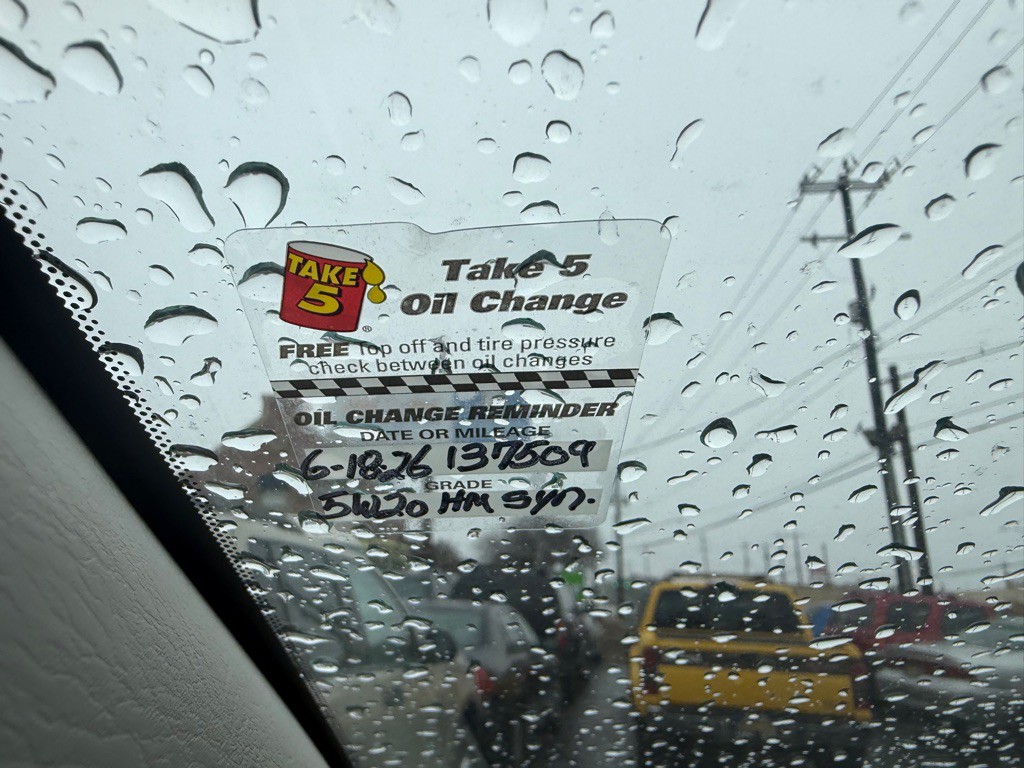 TAKE
5
®
Take 5
Oil Change
FREE Top off and tire pressure
check between oil changes
OIL CHANGE REMINDER
DATE OR MILEAGE
6-18-26 137509
GRADE
5W20 HM Syn.